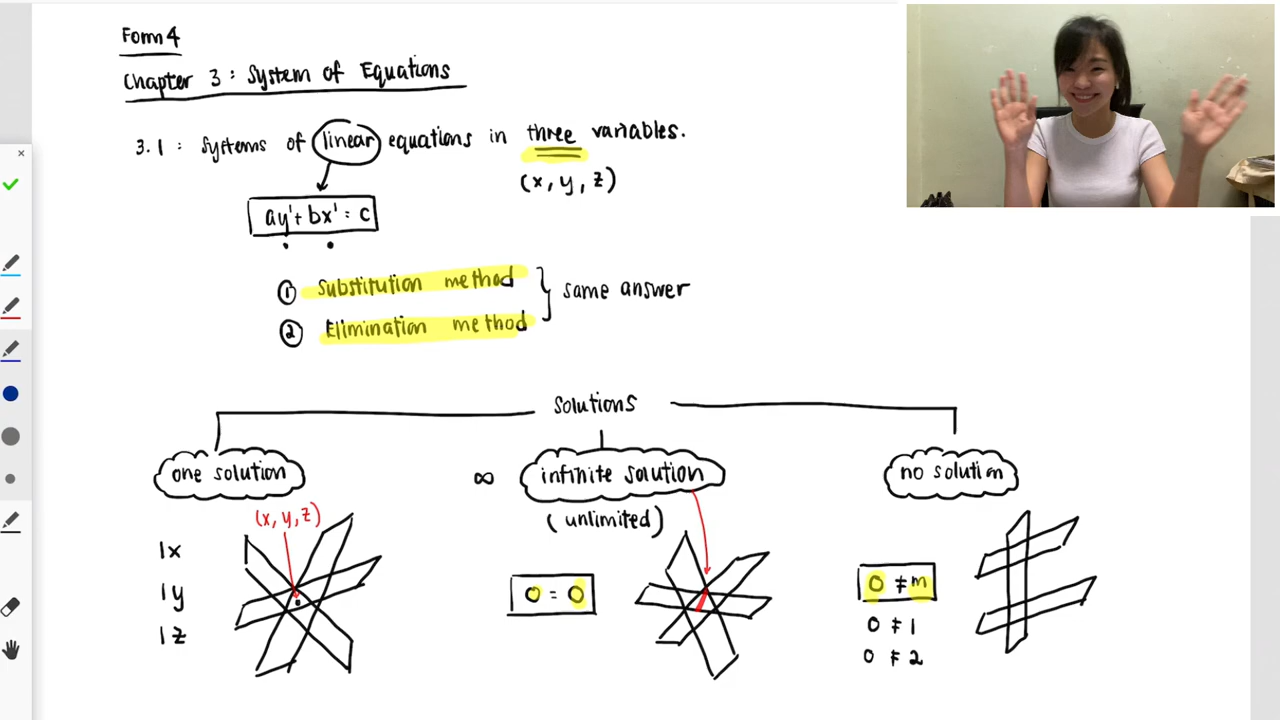 Form 4
Chapter 3 : System of Equations
3.1 : Systems of linear equations in three variables.
(x, y, z)
ay¹ + bx¹ = c
① Substitution method
② Elimination method
} same answer
Solutions
one solution
∞ infinite solution
no solution
(unlimited)
(x, y, z)
1x
1y
1z
0 = 0
0 ≠ m
0 ≠ 1
0 ≠ 2